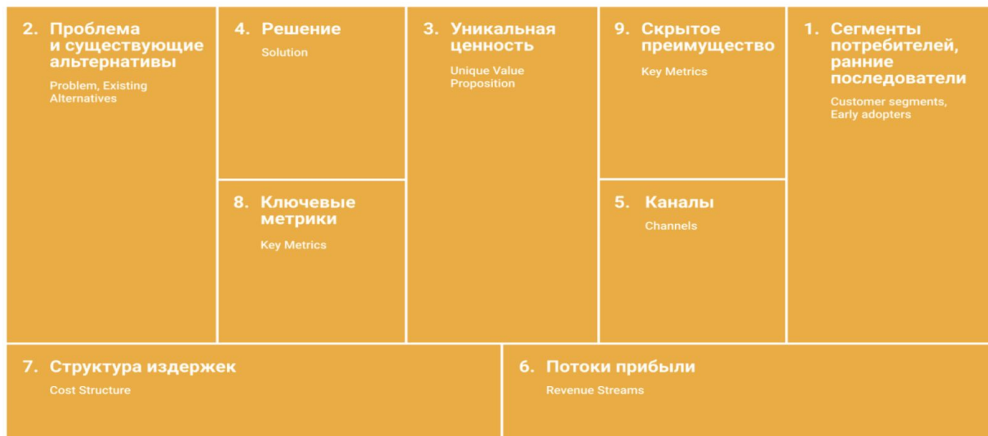 2. Проблема
и существующие
альтернативы
Problem, Existing
Alternatives
4. Решение
Solution
3. Уникальная
ценность
Unique Value
Proposition
9. Скрытое
преимущество
Key Metrics
1. Сегменты
потребителей,
ранние
последователи
Customer segments,
Early adopters
8. Ключевые
метрики
Key Metrics
5. Каналы
Channels
7. Структура издержек
Cost Structure
6. Потоки прибыли
Revenue Streams